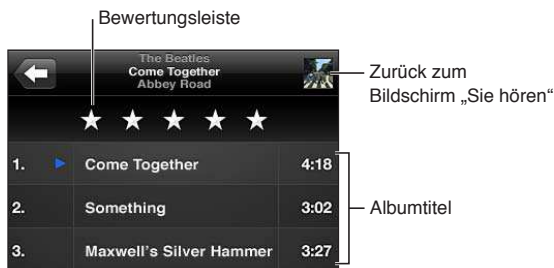 Bewertungsleiste
The Beatles
Come Together
Abbey Road
Zurück zum
Bildschirm „Sie hören“
1. Come Together 4:18
2. Something 3:02
3. Maxwell's Silver Hammer 3:27
Albumtitel